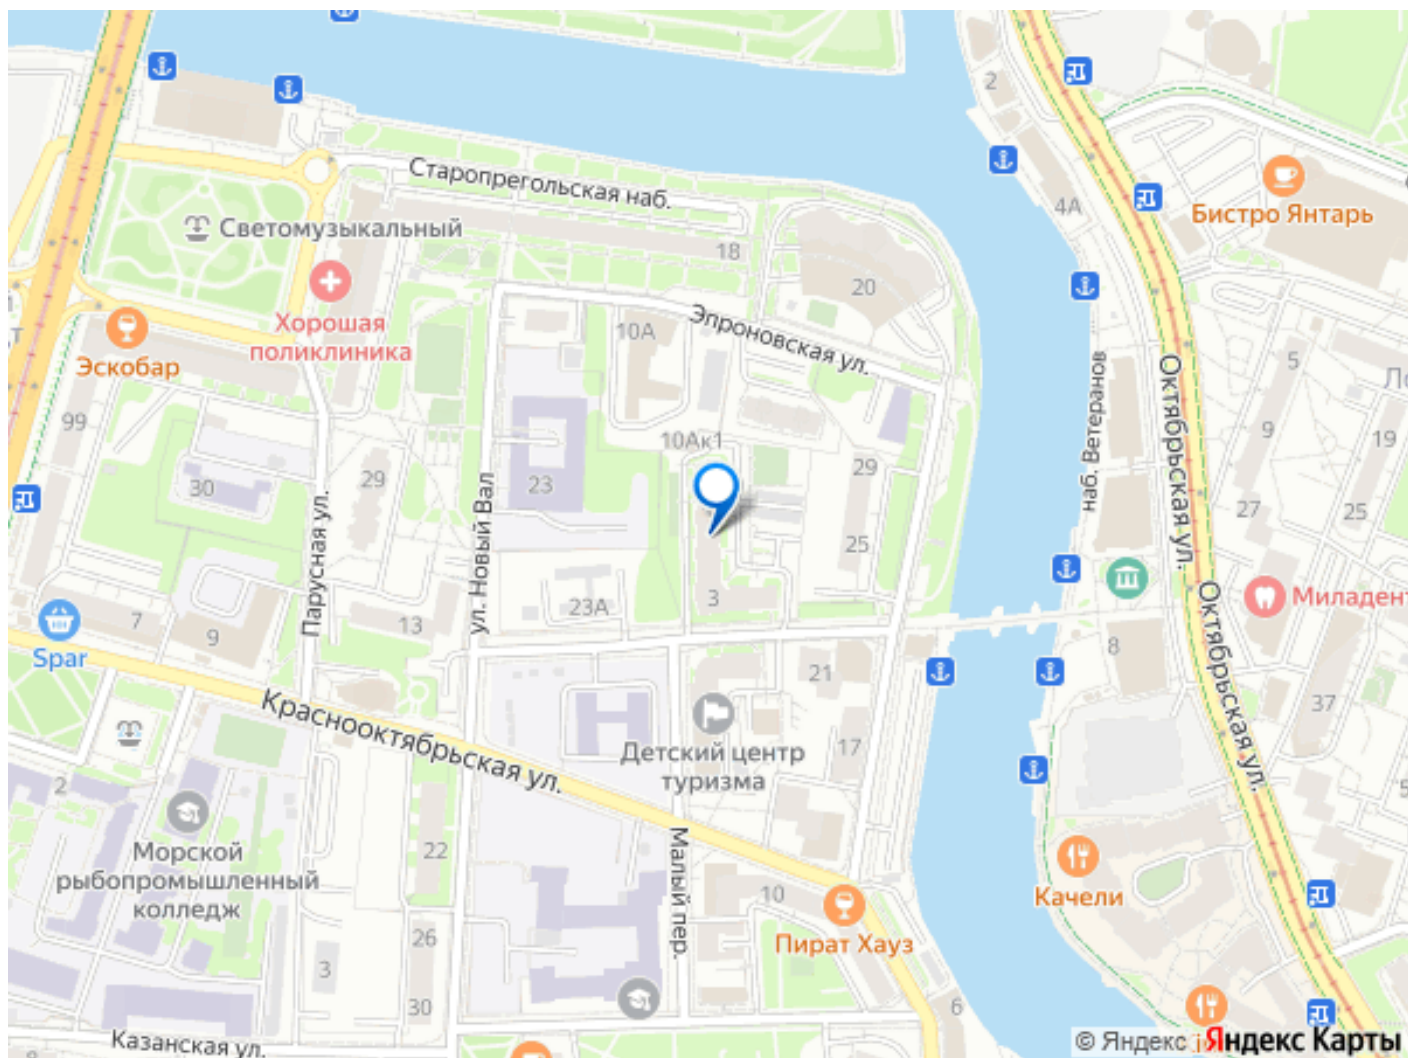 2
Старопрегольская наб.
4А
Бистро Янтарь
Светомузыкальный
18
20
Хорошая
поликлиника
10А
Эпроновская ул.
Эскобар
5
99
10Ак1
9
19
29
29
30
23
наб. Ветеранов
Октябрьская ул.
27
25
25
Парусная ул.
ул. Новый Вал
3
23А
7
9
13
Spar
Октябрьская ул.
Миладент
8
21
37
17
Краснооктябрьская ул.
Детский центр
туризма
2
Морской
рыбопромышленный
колледж
22
Малый пер.
10
Качели
Пират Хауз
26
3
30
6
Казанская ул.
© Яндекс
Яндекс Карты